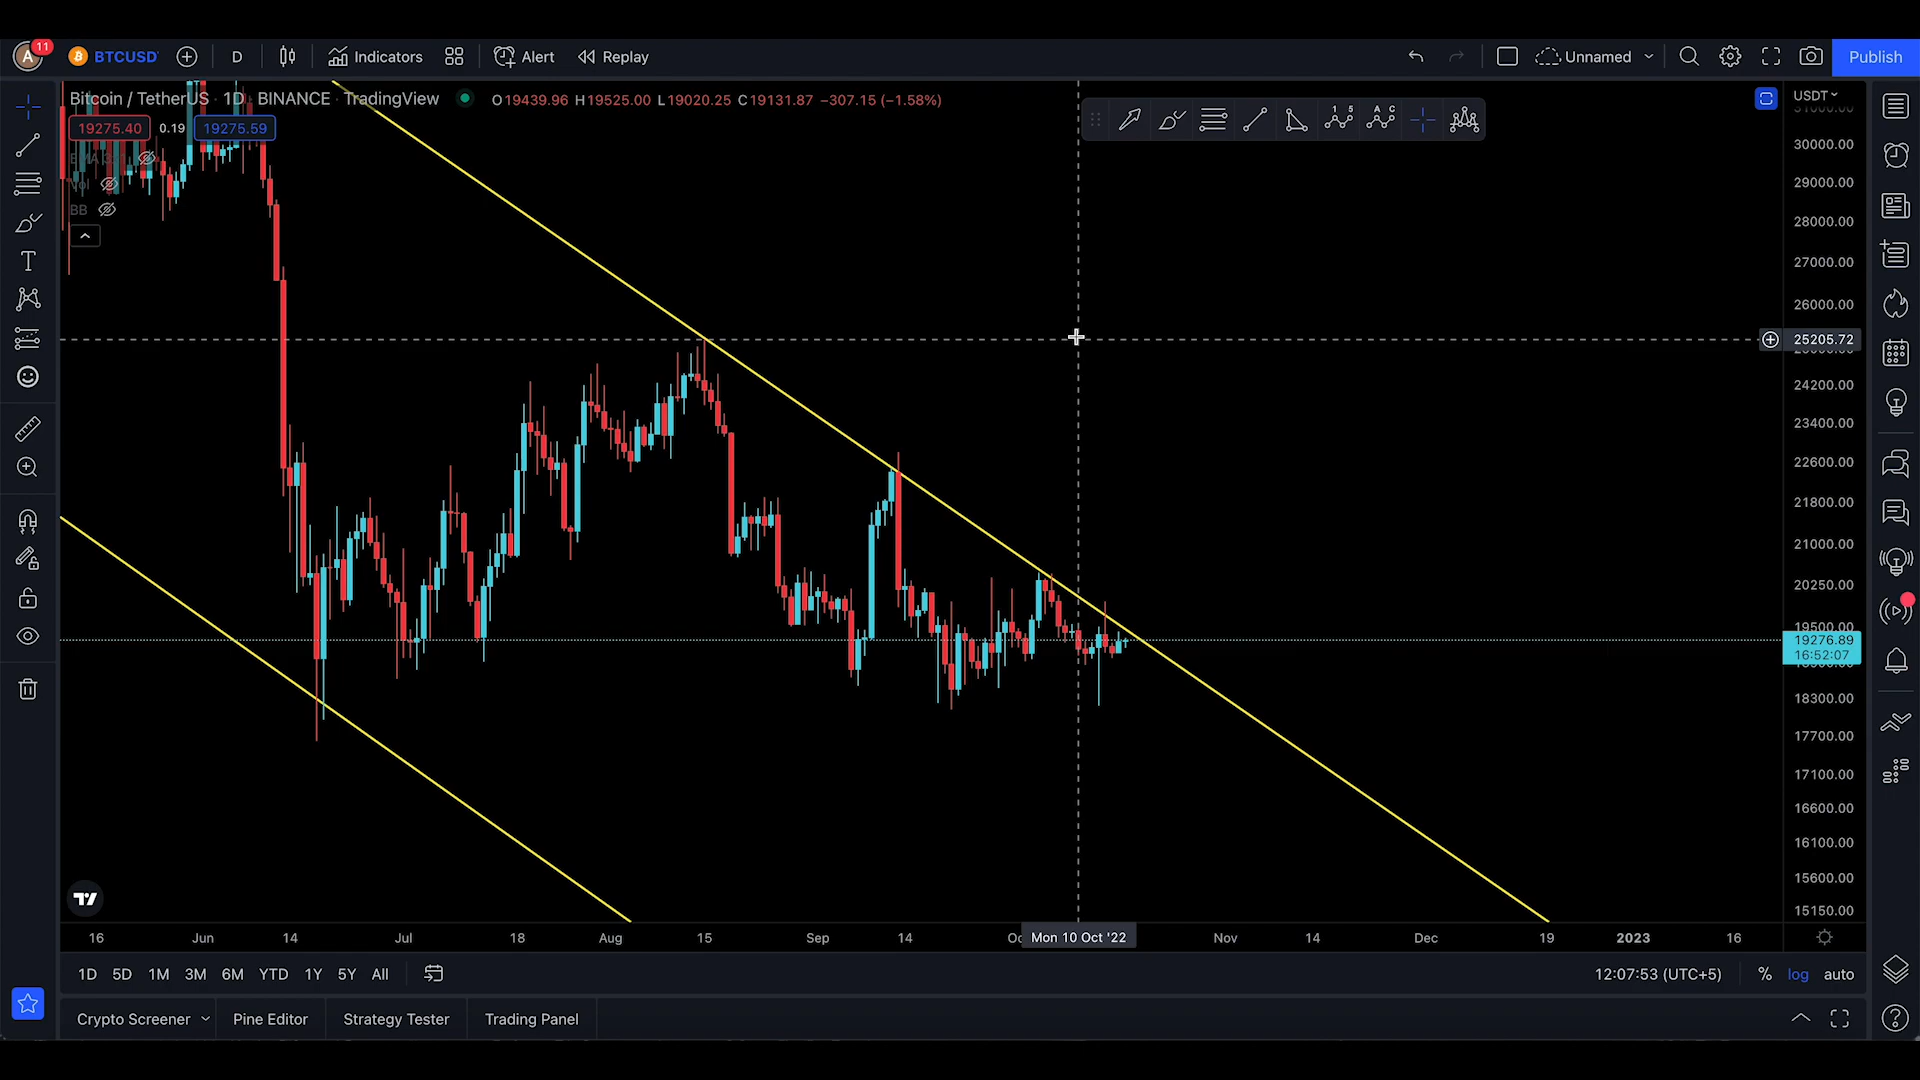 A 11 BTCUSD D Indicators Alert Replay Unnamed Publish
Bitcoin / TetherUS · 1D · BINANCE · TradingView O19439.96 H19525.00 L19020.25 C19131.87 −307.15 (−1.58%)
USDT
19275.40 0.19 19275.59
BB
30000.00
29000.00
28000.00
27000.00
26000.00
25205.72
24200.00
23400.00
22600.00
21800.00
21000.00
20250.00
19500.00
19276.89
16:52:07
18300.00
17700.00
17100.00
16600.00
16100.00
15600.00
15150.00
16 Jun 14 Jul 18 Aug 15 Sep 14 Mon 10 Oct '22 Nov 14 Dec 19 2023 16
1D 5D 1M 3M 6M YTD 1Y 5Y All 12:07:53 (UTC+5) % log auto
Crypto Screener Pine Editor Strategy Tester Trading Panel